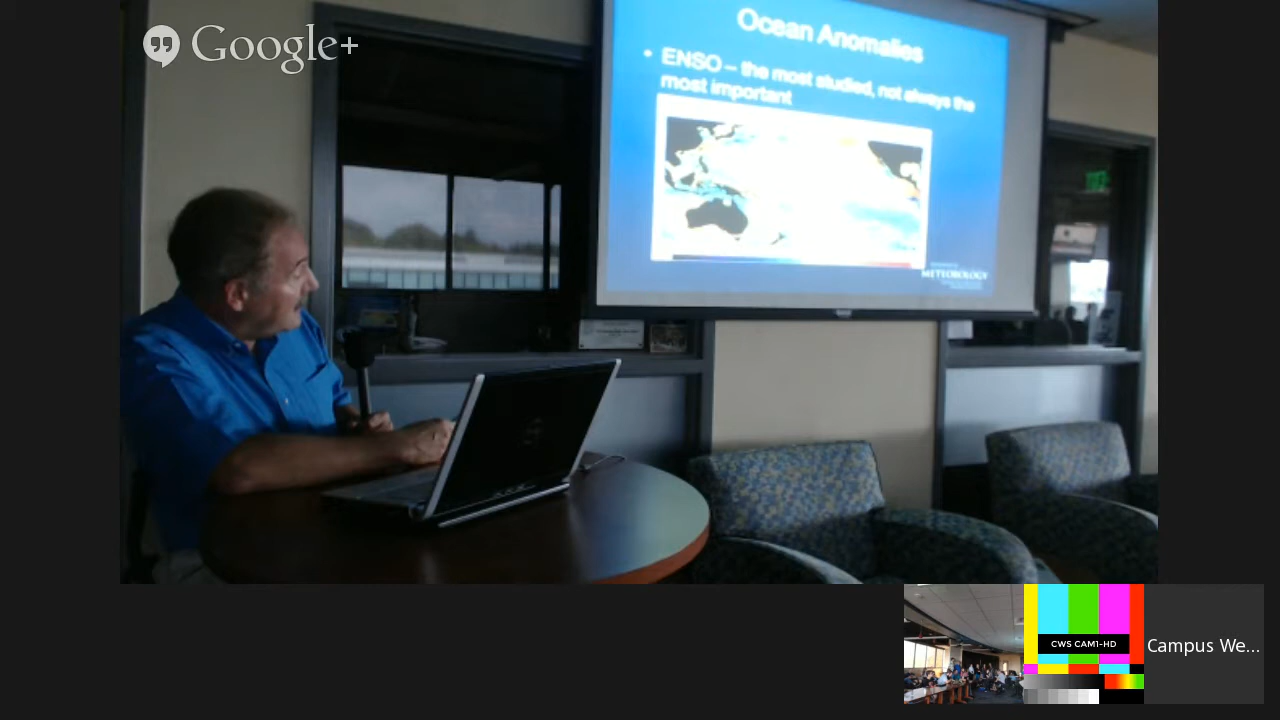 Google+
Ocean Anomalies
• ENSO – the most studied, not always the
most important
METEOROLOGY
CWS CAM1-HD
Campus We...